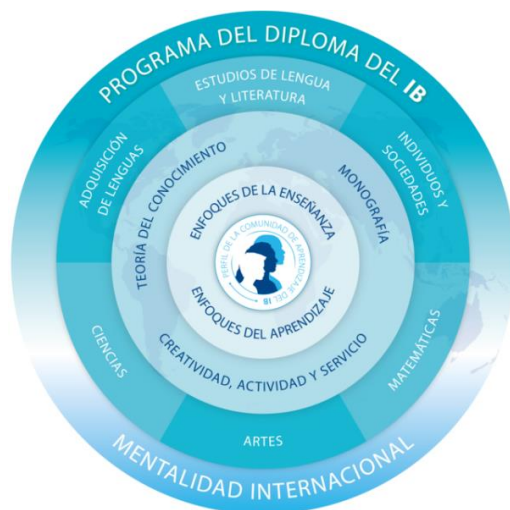 PROGRAMA DEL DIPLOMA DEL IB
ESTUDIOS DE LENGUA
Y LITERATURA
ADQUISICIÓN
DE LENGUAS
INDIVIDUOS Y
SOCIEDADES
TEORÍA DEL CONOCIMIENTO
MONOGRAFÍA
ENFOQUES DE LA ENSEÑANZA
PERFIL DE LA COMUNIDAD DE APRENDIZAJE DEL IB
ENFOQUES DEL APRENDIZAJE
CREATIVIDAD, ACTIVIDAD Y SERVICIO
CIENCIAS
MATEMÁTICAS
ARTES
MENTALIDAD INTERNACIONAL